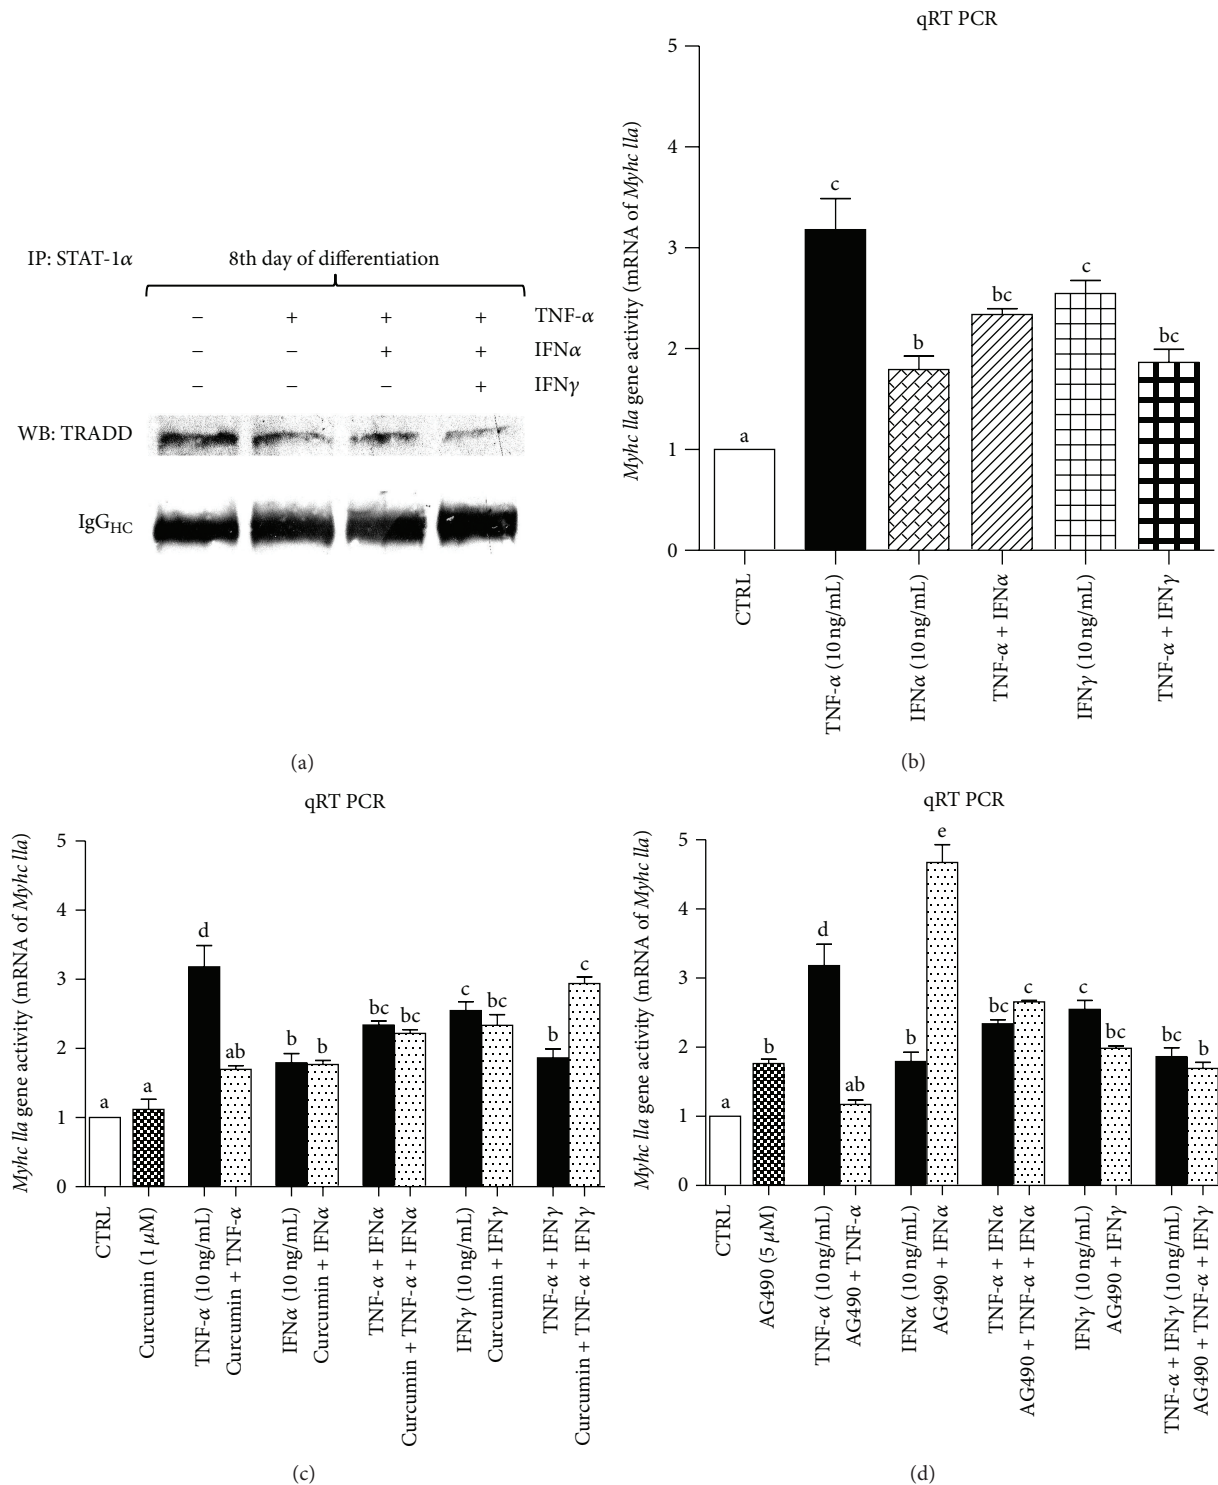 IP: STAT-1α
8th day of differentiation
− + + + TNF-α
− − + + IFNα
− − − + IFNγ
WB: TRADD
IgGHC
(a)
qRT PCR
Myhc IIa gene activity (mRNA of Myhc IIa)
5
4
3
2
1
0
a
c
b
bc
c
bc
CTRL
TNF-α (10 ng/mL)
IFNα (10 ng/mL)
TNF-α + IFNα
IFNγ (10 ng/mL)
TNF-α + IFNγ
(b)
qRT PCR
Myhc IIa gene activity (mRNA of Myhc IIa)
5
4
3
2
1
0
a
a
d
ab
b
b
bc
bc
c
bc
b
c
CTRL
Curcumin (1 μM)
TNF-α (10 ng/mL)
Curcumin + TNF-α
IFNα (10 ng/mL)
Curcumin + IFNα
TNF-α + IFNα
Curcumin + TNF-α + IFNα
IFNγ (10 ng/mL)
Curcumin + IFNγ
TNF-α + IFNγ
Curcumin + TNF-α + IFNγ
(c)
qRT PCR
Myhc IIa gene activity (mRNA of Myhc IIa)
5
4
3
2
1
0
a
b
d
ab
b
e
bc
c
c
bc
bc
b
CTRL
AG490 (5 μM)
TNF-α (10 ng/mL)
AG490 + TNF-α
IFNα (10 ng/mL)
AG490 + IFNα
TNF-α + IFNα
AG490 + TNF-α + IFNα
IFNγ (10 ng/mL)
AG490 + IFNγ
TNF-α + IFNγ (10 ng/mL)
AG490 + TNF-α + IFNγ
(d)